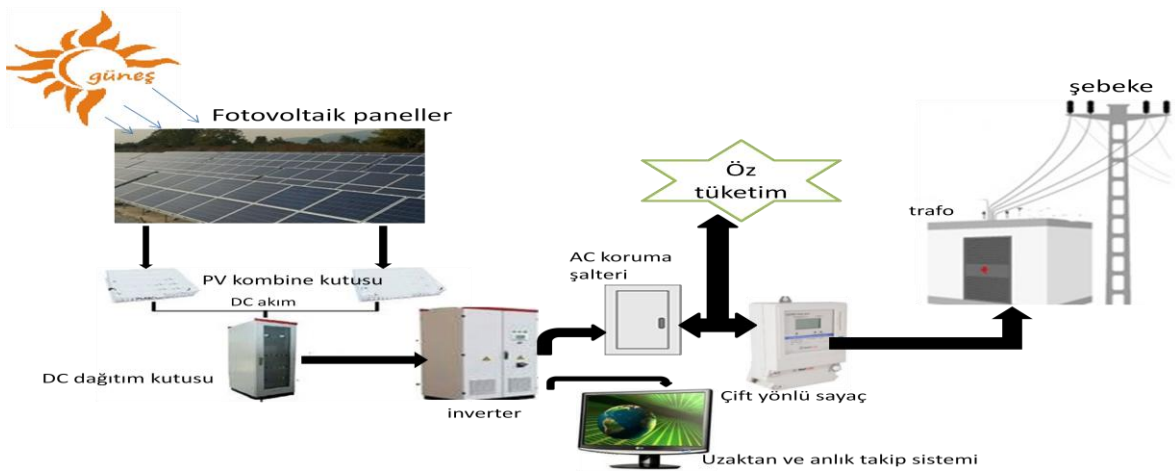 güneş
Fotovoltaik paneller
şebeke
Öz
tüketim
trafo
AC koruma
şalteri
PV kombine kutusu
DC akım
DC dağıtım kutusu
inverter
Çift yönlü sayaç
Uzaktan ve anlık takip sistemi